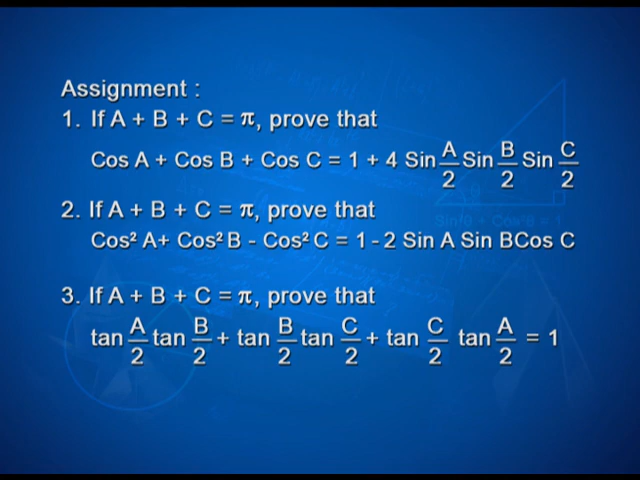 Assignment :
1. If A + B + C = π, prove that
Cos A + Cos B + Cos C = 1 + 4 Sin A/2 Sin B/2 Sin C/2
2. If A + B + C = π, prove that
Cos² A+ Cos² B - Cos² C = 1 - 2 Sin A Sin BCos C
3. If A + B + C = π, prove that
tan A/2 tan B/2 + tan B/2 tan C/2 + tan C/2 tan A/2 = 1